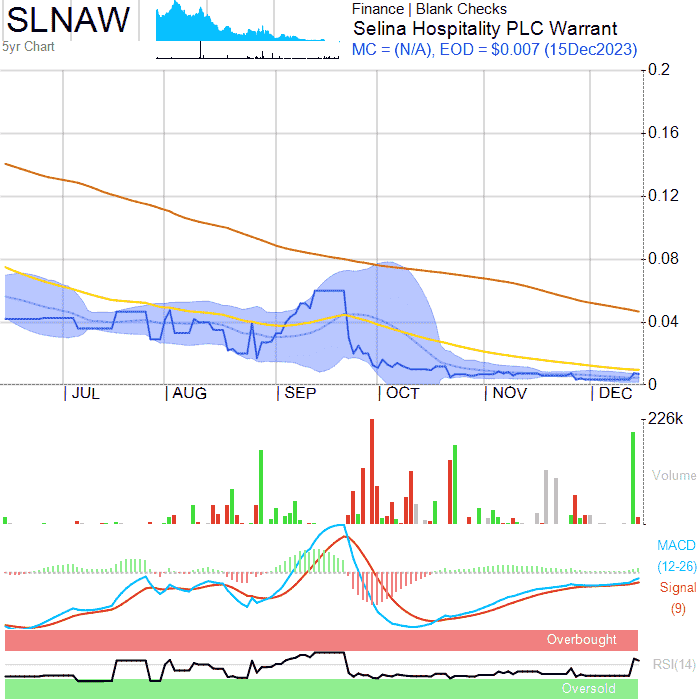 SLNAW
5yr Chart
Finance | Blank Checks
Selina Hospitality PLC Warrant
MC = (N/A), EOD = $0.007 (15Dec2023)
0.2
0.16
0.12
0.08
0.04
0
JUL AUG SEP OCT NOV DEC
226k
Volume
MACD
(12-26)
Signal
(9)
Overbought
RSI(14)
Oversold